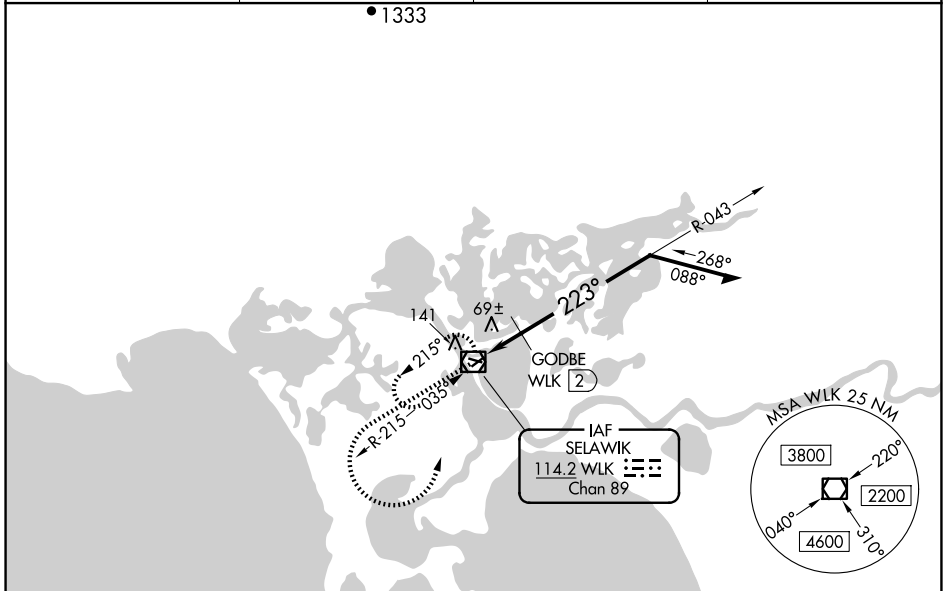 1333
R-043
268°
088°
223°
69±
141
215°
GODBE
WLK 2
R-215
035°
IAF
SELAWIK
114.2 WLK
Chan 89
MSA WLK 25 NM
3800
220°
2200
040°
4600
310°